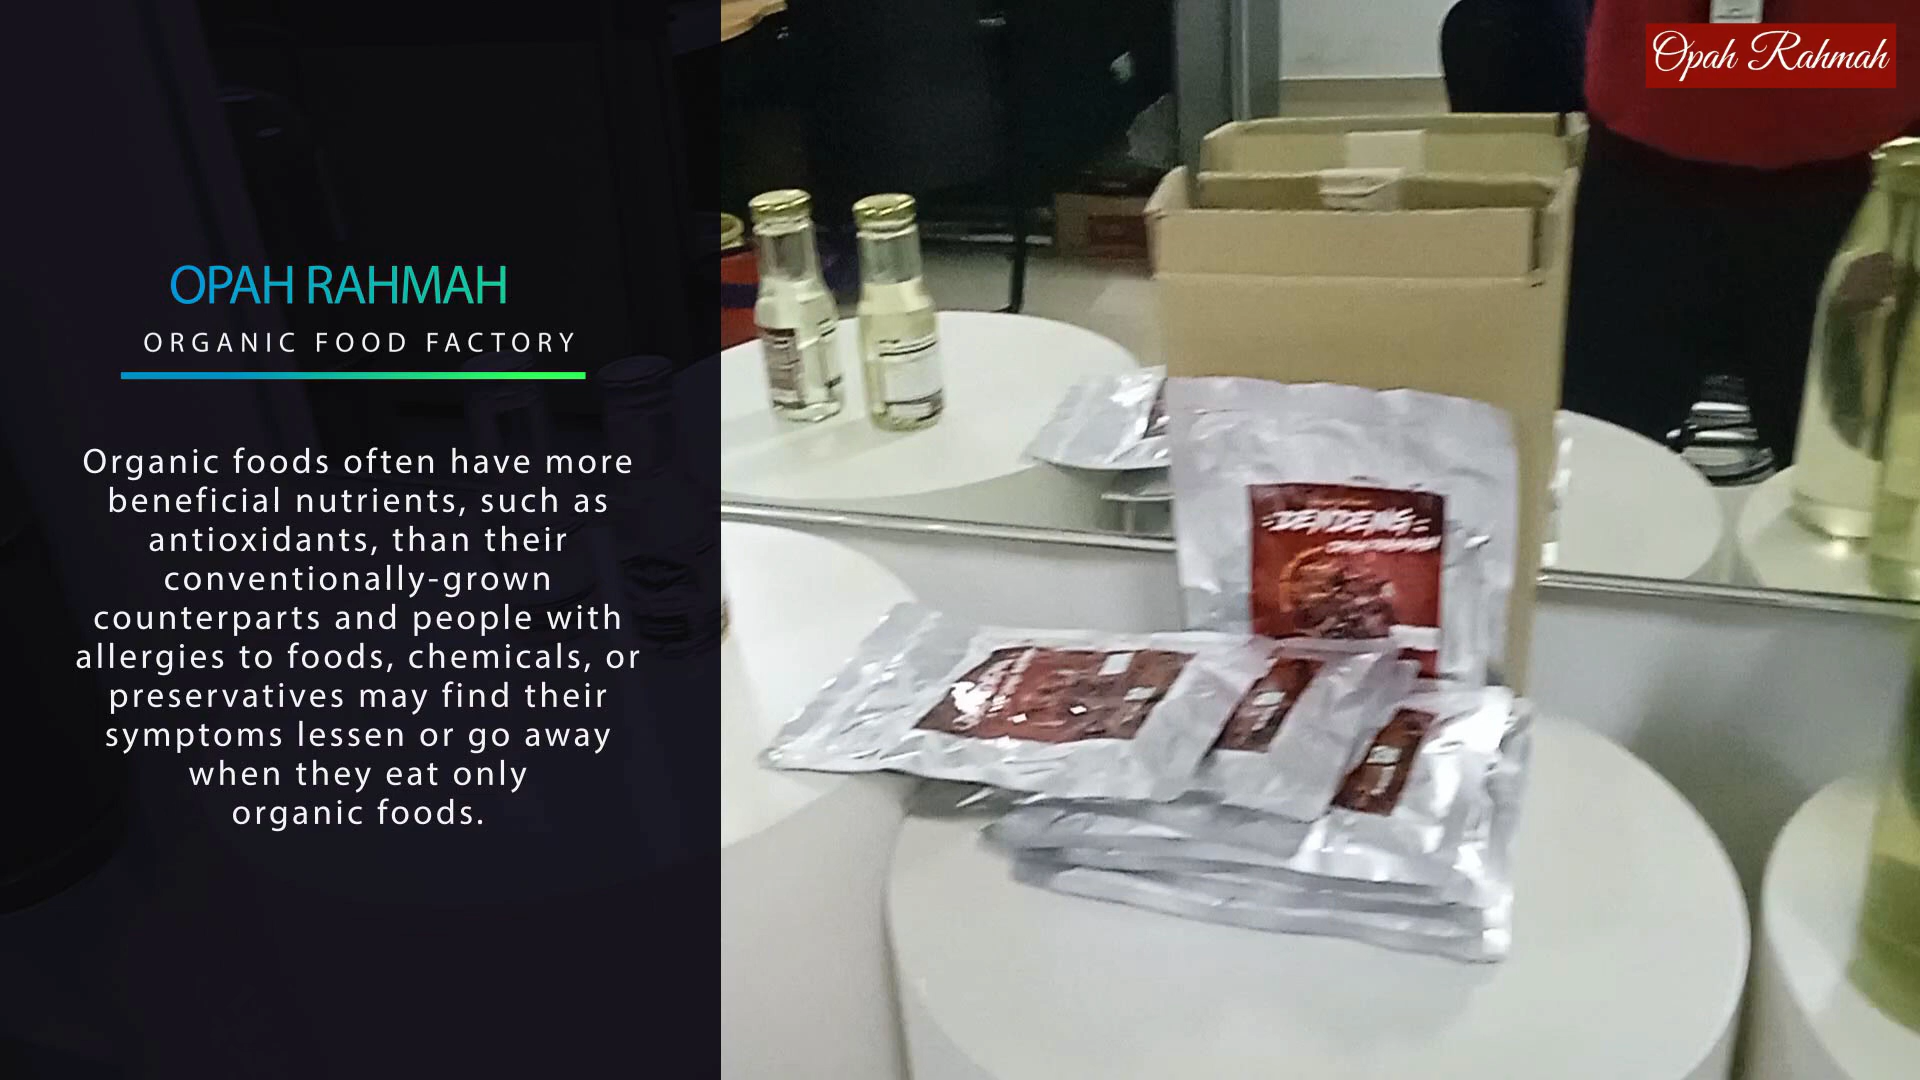 Opah Rahmah
OPAH RAHMAH
ORGANIC FOOD FACTORY
Organic foods often have more
beneficial nutrients, such as
antioxidants, than their
conventionally-grown
counterparts and people with
allergies to foods, chemicals, or
preservatives may find their
symptoms lessen or go away
when they eat only
organic foods.
DENDENG